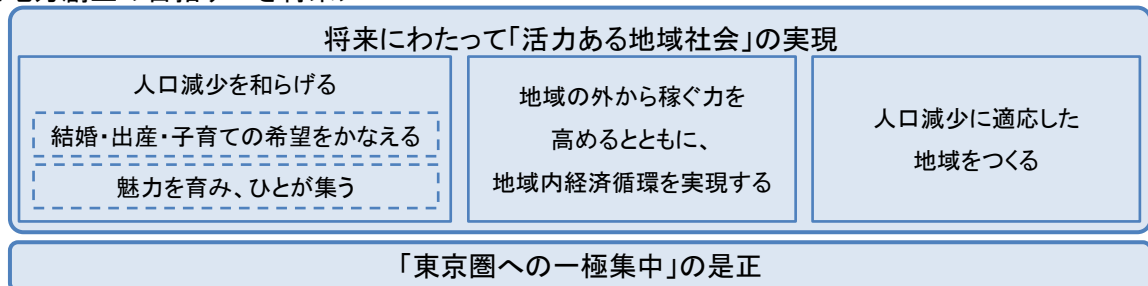 将来にわたって「活力ある地域社会」の実現
人口減少を和らげる
結婚・出産・子育ての希望をかなえる
魅力を育み、ひとが集う
地域の外から稼ぐ力を
高めるとともに、
地域内経済循環を実現する
人口減少に適応した
地域をつくる
「東京圏への一極集中」の是正